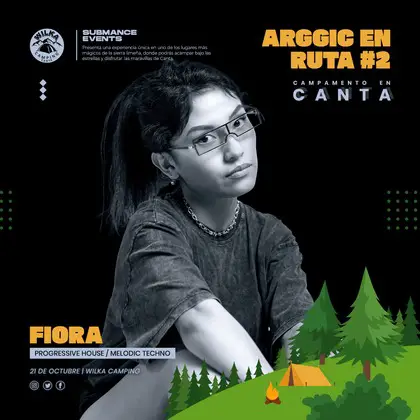 WILKA
CAMPING
SUBMANCE
EVENTS
Presenta una experiencia única en uno de los lugares más
mágicos de la sierra limeña, donde podrás acampar bajo las
estrellas y disfrutar las maravillas de Canta.
ARGGIC EN
RUTA #2
CAMPAMENTO EN
CANTA
FIORA
PROGRESSIVE HOUSE / MELODIC TECHNO
21 DE OCTUBRE | WILKA CAMPING